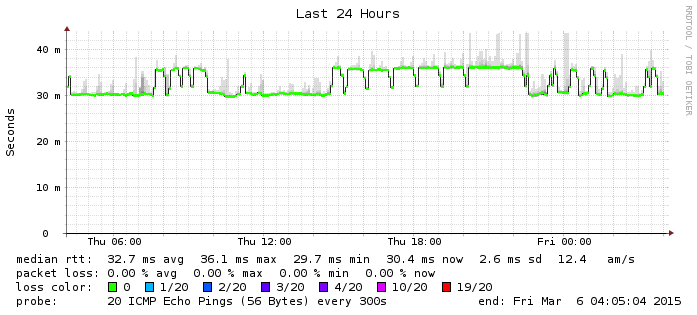 Last 24 Hours
RRDTOOL / TOBI OETIKER
Seconds
40 m
30 m
20 m
10 m
0
Thu 06:00 Thu 12:00 Thu 18:00 Fri 00:00
median rtt: 32.7 ms avg 36.1 ms max 29.7 ms min 30.4 ms now 2.6 ms sd 12.4 am/s
packet loss: 0.00 % avg 0.00 % max 0.00 % min 0.00 % now
loss color: 0 1/20 2/20 3/20 4/20 10/20 19/20
probe: 20 ICMP Echo Pings (56 Bytes) every 300s end: Fri Mar 6 04:05:04 2015